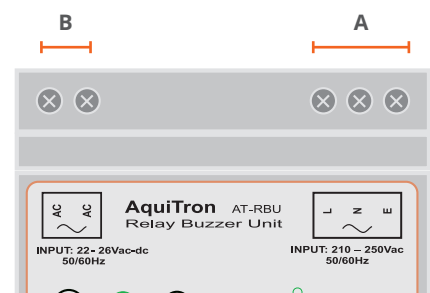 B A
AC AC
AquiTron AT-RBU
Relay Buzzer Unit
L N E
INPUT: 22- 26Vac-dc
50/60Hz
INPUT: 210 – 250Vac
50/60Hz